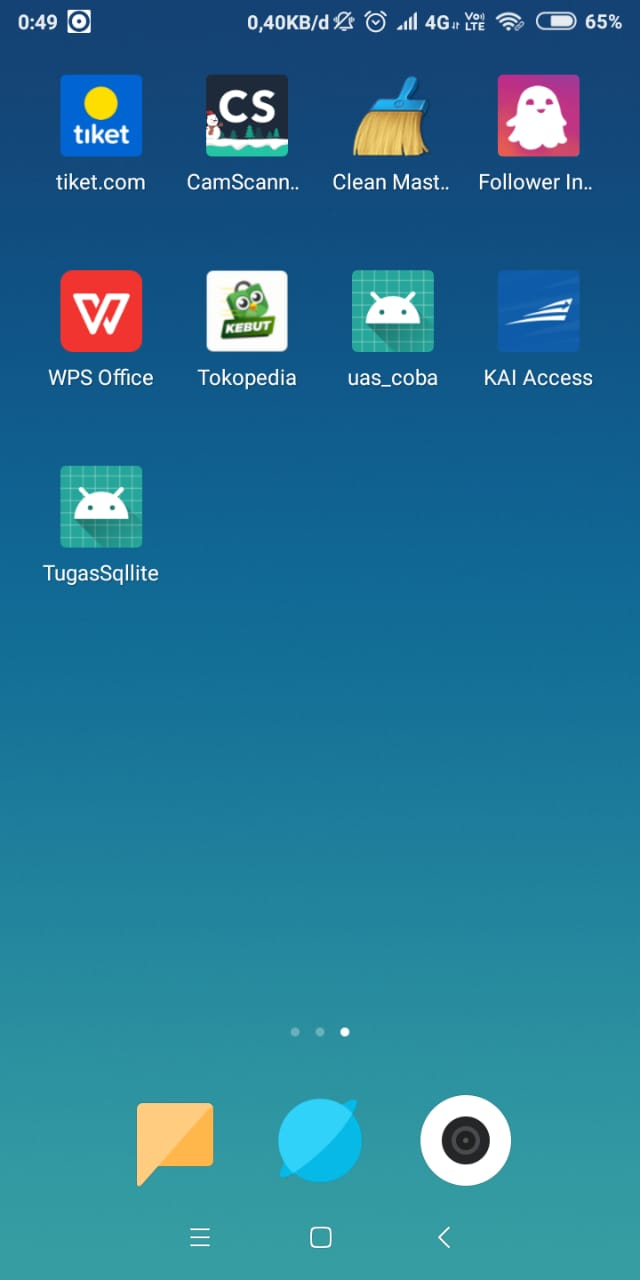 0:49 0,40KB/d 4G Vo)) LTE 65%
tiket
CS
tiket.com CamScann.. Clean Mast.. Follower In..
W KEBUT
WPS Office Tokopedia uas_coba KAI Access
TugasSqllite